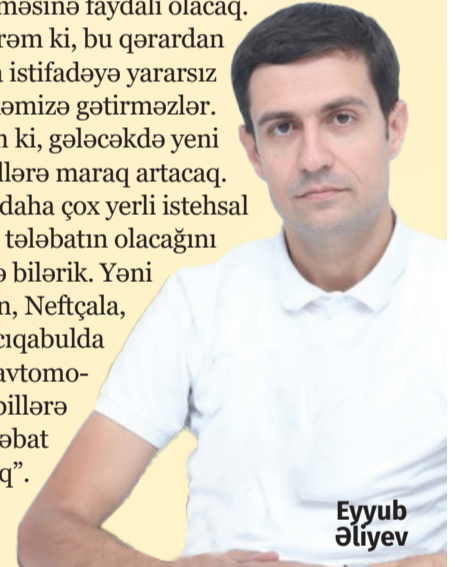 məsinə faydalı olacaq.
rəm ki, bu qərardan
istifadəyə yararsız
əmizə gətirməzlər.
ki, gələcəkdə yeni
llərə maraq artacaq.
daha çox yerli istehsal
tələbatın olacağını
ə bilərik. Yəni
n, Neftçala,
cıqabulda
avtomo-
billərə
əbat
q”.
Eyyub
Əliyev